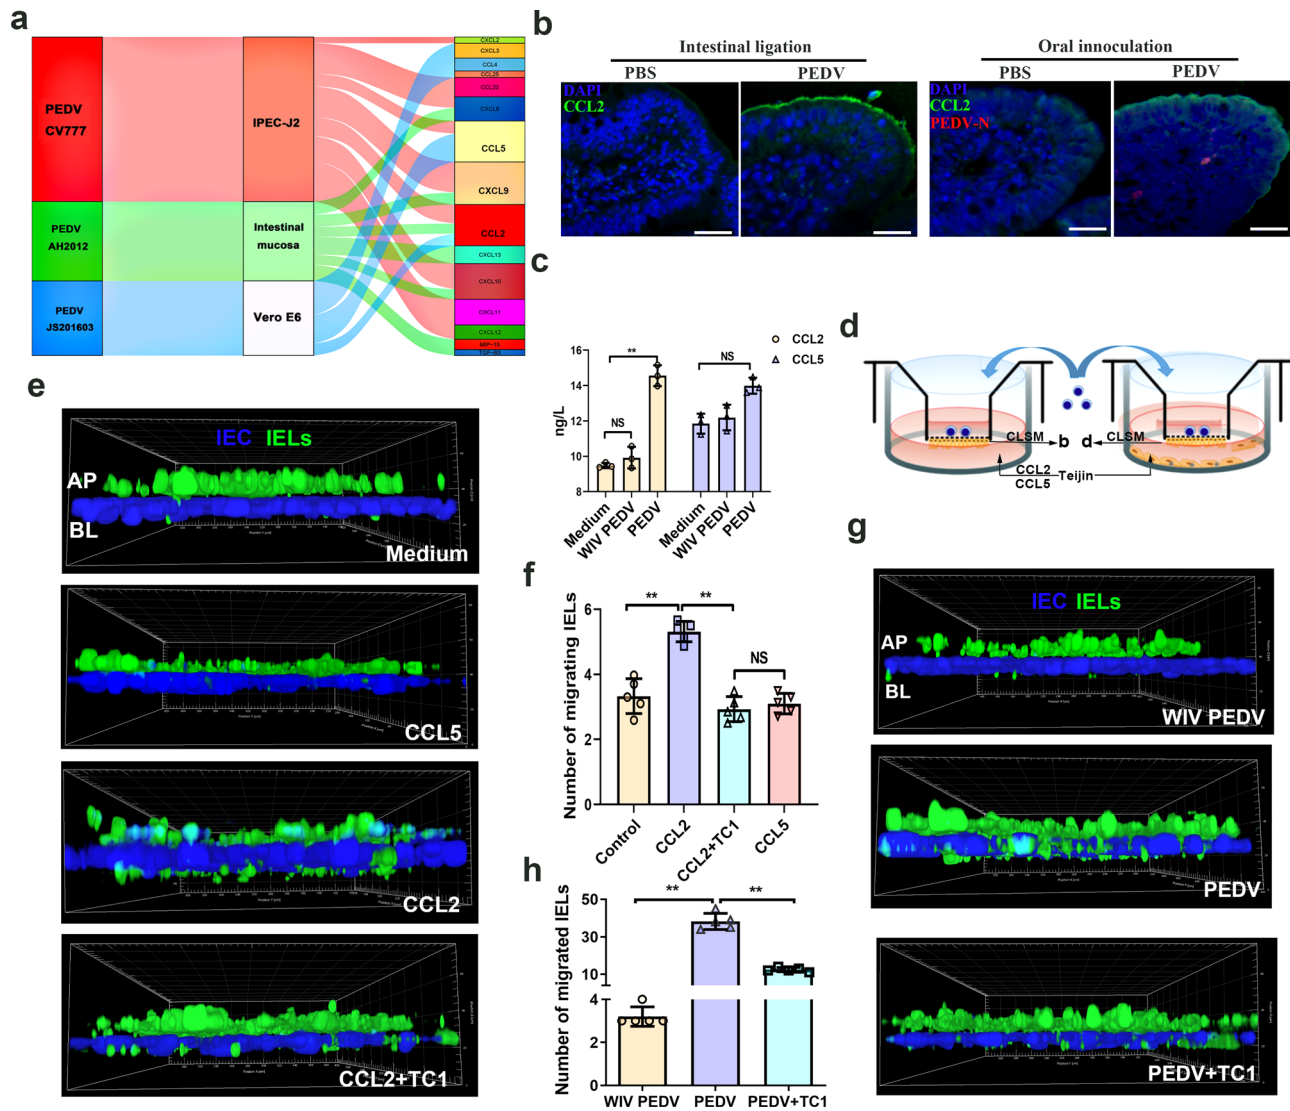 a
PEDV
CV777
PEDV
AH2012
PEDV
JS201603
IPEC-J2
Intestinal
mucosa
Vero E6
CXCL2
CXCL3
CCL4
CCL25
CCL22
CXCL8
CCL5
CXCL9
CCL2
CXCL13
CXCL10
CXCL11
CXCL12
TGF-B3
b
Intestinal ligation
Oral innoculation
PBS
PEDV
PBS
PEDV
DAPI
CCL2
DAPI
CCL2
PEDV-N
c
ng/L
16
14
12
10
8
**
NS
NS
CCL2
CCL5
Medium
WIV PEDV
PEDV
Medium
WIV PEDV
PEDV
d
CLSM
b
d
CLSM
CCL2
CCL5
Teijin
e
IEC IELs
AP
BL
Medium
CCL5
CCL2
CCL2+TC1
f
Number of migrating IELs
6
4
2
0
**
**
NS
Control
CCL2
CCL2+TC1
CCL5
g
IEC IELs
AP
BL
WIV PEDV
PEDV
PEDV+TC1
h
Number of migrated IELs
50
30
10
4
2
0
**
**
WIV PEDV
PEDV
PEDV+TC1